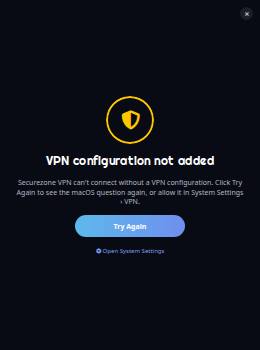 VPN configuration not added
Securezone VPN can't connect without a VPN configuration. Click Try
Again to see the macOS question again, or allow it in System Settings
› VPN.
Try Again
Open System Settings